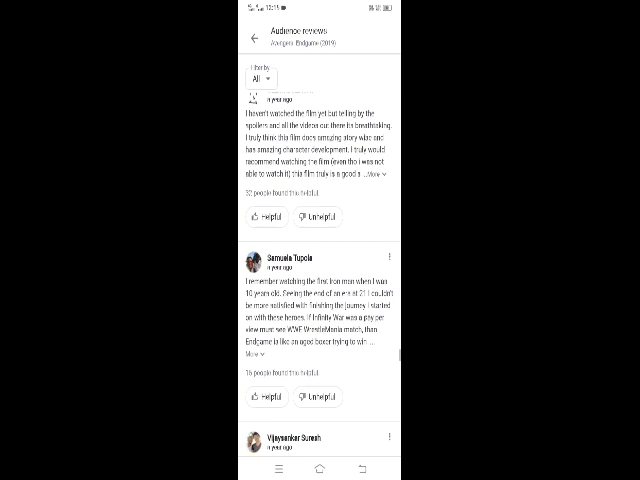 12:19
Audience reviews
Avengers: Endgame (2019)
Filter by
All
a year ago
I haven't watched the film yet but telling by the
spoilers and all the videos out there its breathtaking.
I truly think this film does amazing story wise and
has amazing character development. I truly would
recommend watching the film (even tho i was not
able to watch it) this film truly is a good a ...More
32 people found this helpful
Helpful
Unhelpful
Samuela Tupola
a year ago
I remember watching the first Iron man when I was
10 years old. Seeing the end of an era at 21 I couldn't
be more satisfied with finishing the journey I started
on with these heroes. If Infinity War was a pay per
view must see WWE WrestleMania match, than
Endgame is like an aged boxer trying to win ...
More
15 people found this helpful
Helpful
Unhelpful
Vijaysankar Suresh
a year ago